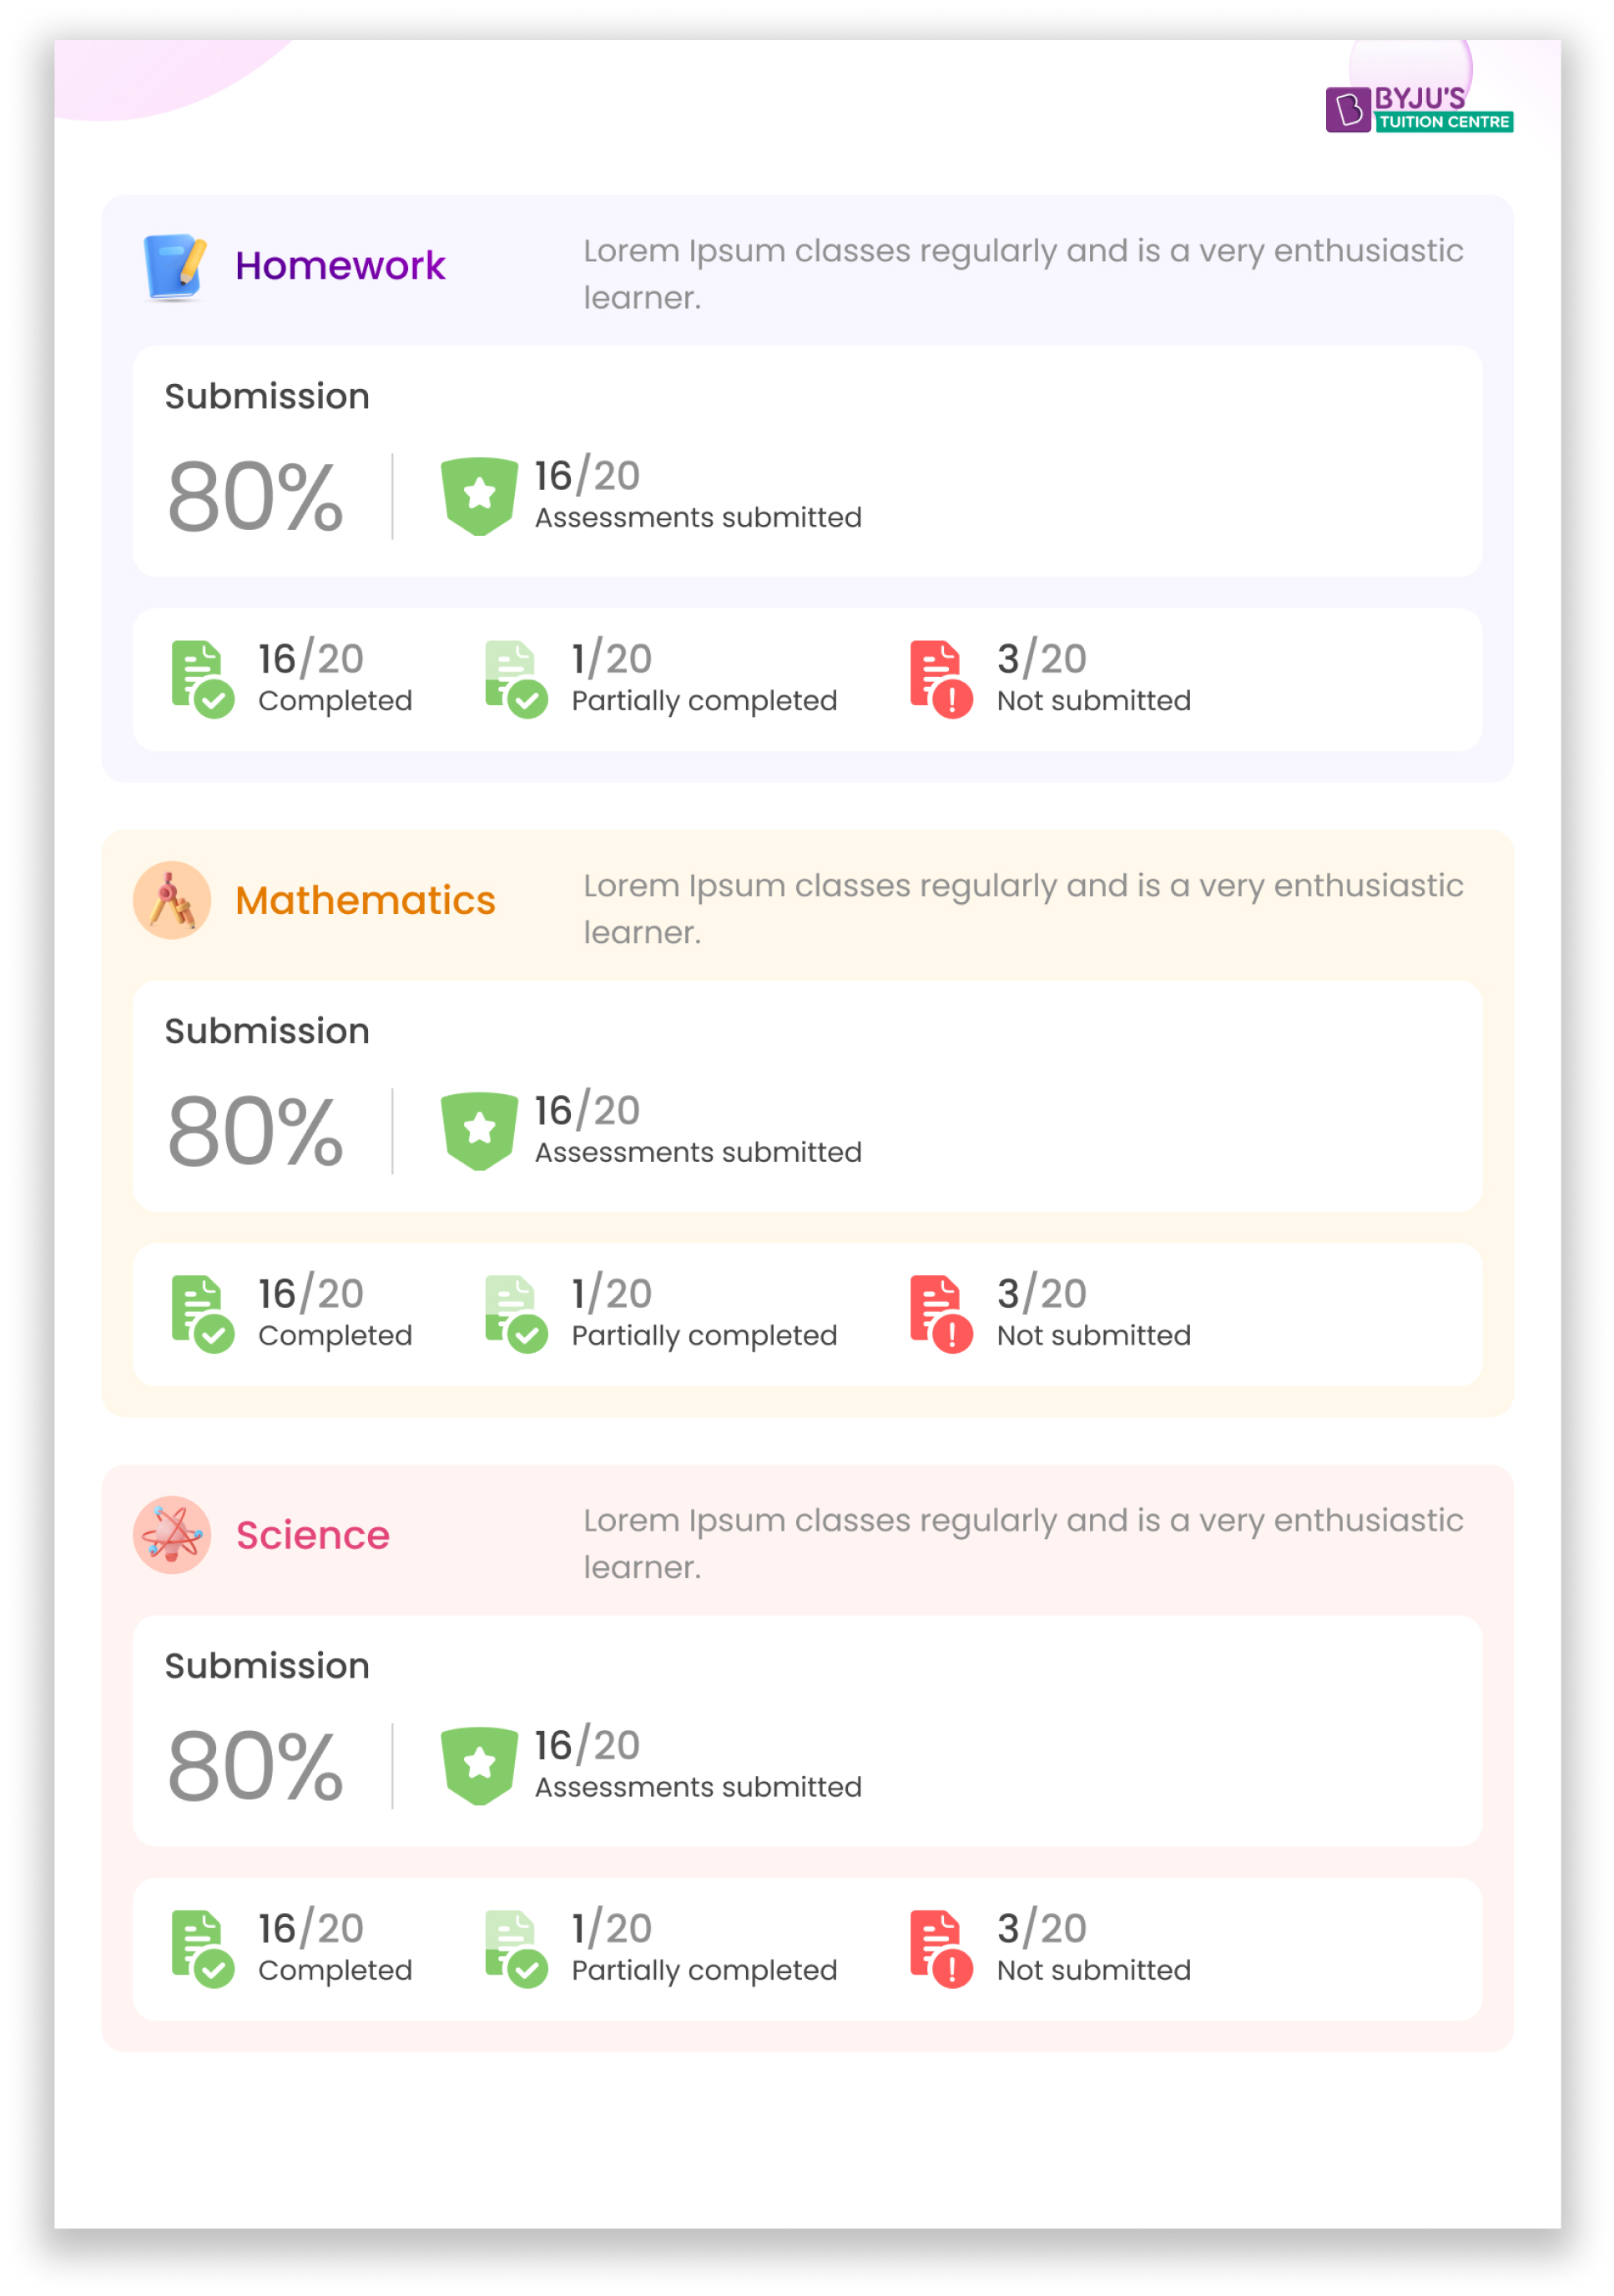 BYJU'S
TUITION CENTRE
Homework
Lorem Ipsum classes regularly and is a very enthusiastic
learner.
Submission
80%
16/20
Assessments submitted
16/20
Completed
1/20
Partially completed
3/20
Not submitted
Mathematics
Lorem Ipsum classes regularly and is a very enthusiastic
learner.
Submission
80%
16/20
Assessments submitted
16/20
Completed
1/20
Partially completed
3/20
Not submitted
Science
Lorem Ipsum classes regularly and is a very enthusiastic
learner.
Submission
80%
16/20
Assessments submitted
16/20
Completed
1/20
Partially completed
3/20
Not submitted